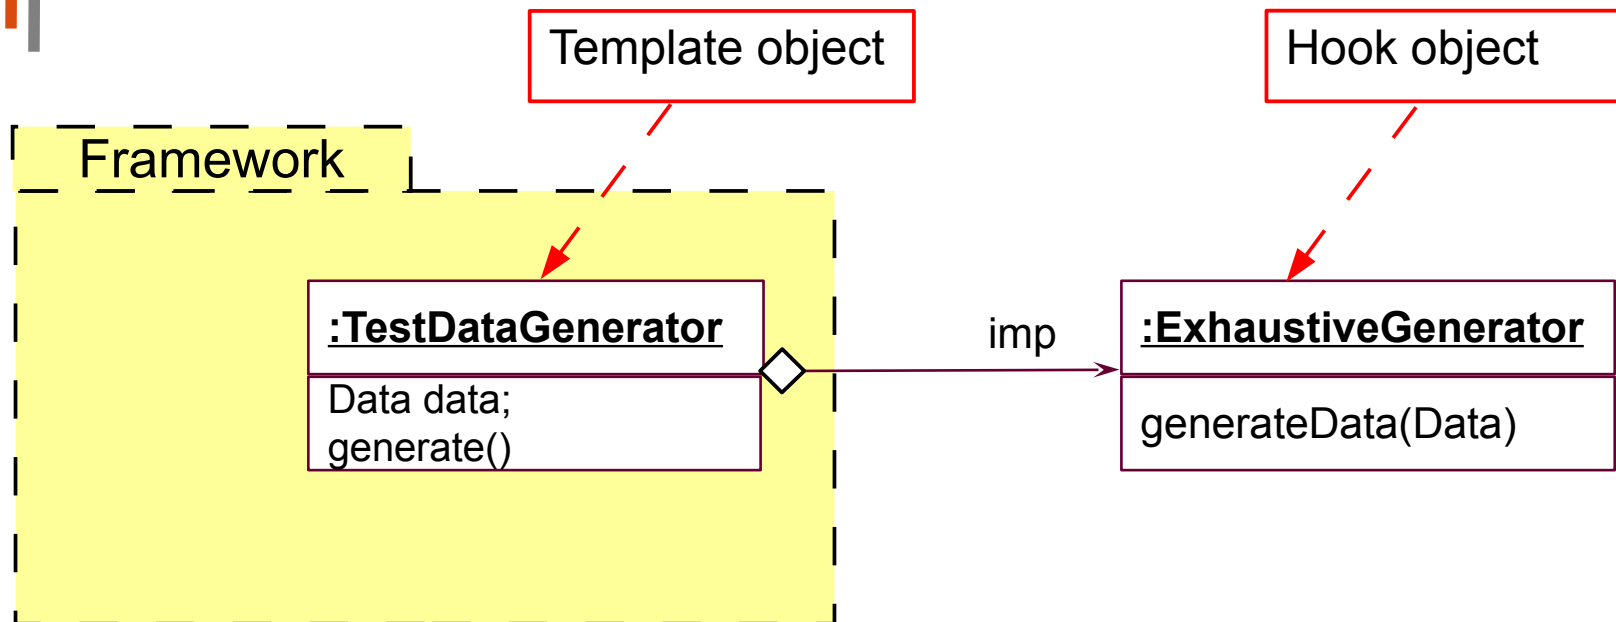 Template object
Hook object
Framework
:TestDataGenerator
Data data;
generate()
imp
:ExhaustiveGenerator
generateData(Data)